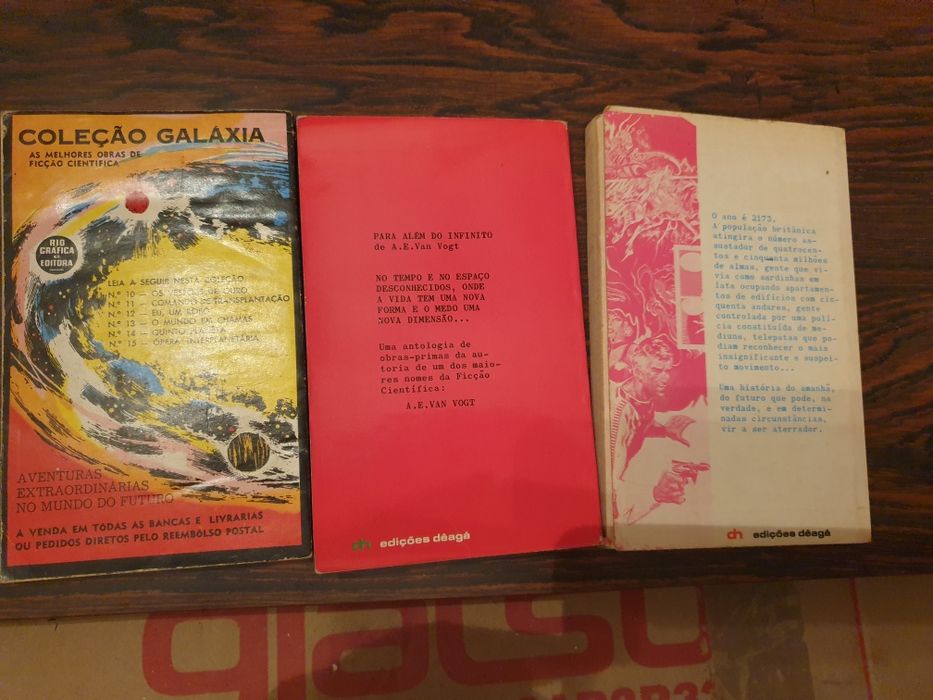 COLEÇÃO GALÁXIA
AS MELHORES OBRAS DE
FICÇÃO CIENTÍFICA
RIO
GRÁFICA
EDITORA
LEIA A SEGUIR NESTA COLEÇÃO
N.º 10 — OS VELOS DE OURO
N.º 11 — COMANDO DE TRANSPLANTAÇÃO
N.º 12 — EU, UM ROBÔ
N.º 13 — O MUNDO EM CHAMAS
N.º 14 — QUINTO PLANÊTA
N.º 15 — ÓPERA INTERPLANETÁRIA
AVENTURAS
EXTRAORDINÁRIAS
NO MUNDO DO FUTURO
A VENDA EM TÔDAS AS BANCAS E LIVRARIAS
OU PEDIDOS DIRETOS PELO REEMBÔLSO POSTAL
PARA ALÉM DO INFINITO
de A.E.Van Vogt
NO TEMPO E NO ESPAÇO
DESCONHECIDOS, ONDE
A VIDA TEM UMA NOVA
FORMA E O MEDO UMA
NOVA DIMENSÃO...
Uma antologia de
obras-primas da au-
toria de um dos maio-
res nomes da Ficção
Científica:
A.E.VAN VOGT
dh edições dêagá
O ano é 2173.
A população britânica
atingira o número as-
sustador de quatrocen-
tos e cinquenta milhões
de almas, gente que vi-
via como sardinhas em
lata ocupando apartamen-
tos de edifícios com cin-
quenta andares, gente
controlada por uma polí-
cia constituída de mé-
diuns, telepatas que po-
diam reconhecer o mais
insignificante e suspei-
to movimento...
Uma história do amanhã,
do futuro que pode, na
verdade, e em determi-
nadas circunstâncias,
vir a ser aterrador.
dh edições dêagá